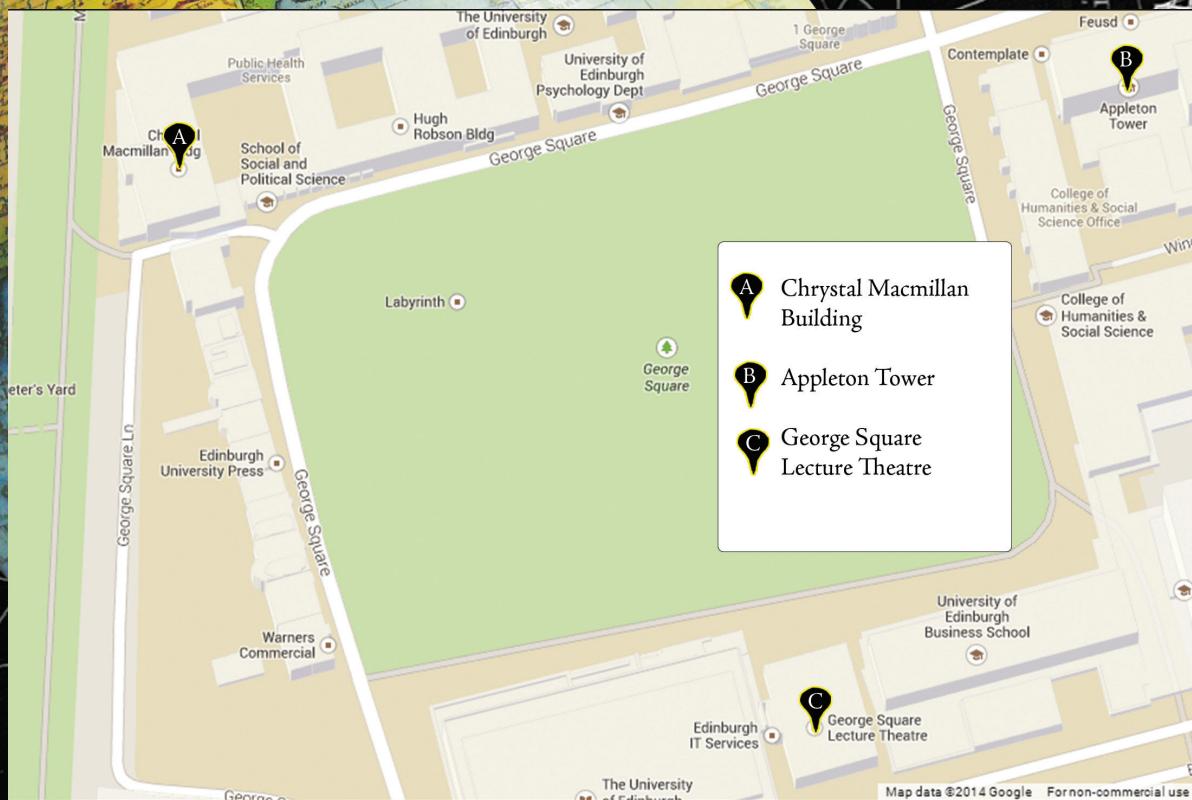 The University
of Edinburgh
Feusd
1 George
Square
Contemplate
B
Public Health
Services
University of
Edinburgh
Psychology Dept
George Square
Appleton
Tower
Hugh
Robson Bldg
A
Macmillan
School of
Social and
Political Science
George Square
George Square
College of
Humanities & Social
Science Office
A
Chrystal Macmillan
Building
Labyrinth
College of
Humanities &
Social Science
George
Square
B
Appleton Tower
eter's Yard
C
George Square
Lecture Theatre
George Square Ln
Edinburgh
University Press
George Square
University of
Edinburgh
Business School
Warners
Commercial
C
Edinburgh
IT Services
George Square
Lecture Theatre
The University
of Edinburgh
Map data ©2014 Google
For non-commercial use